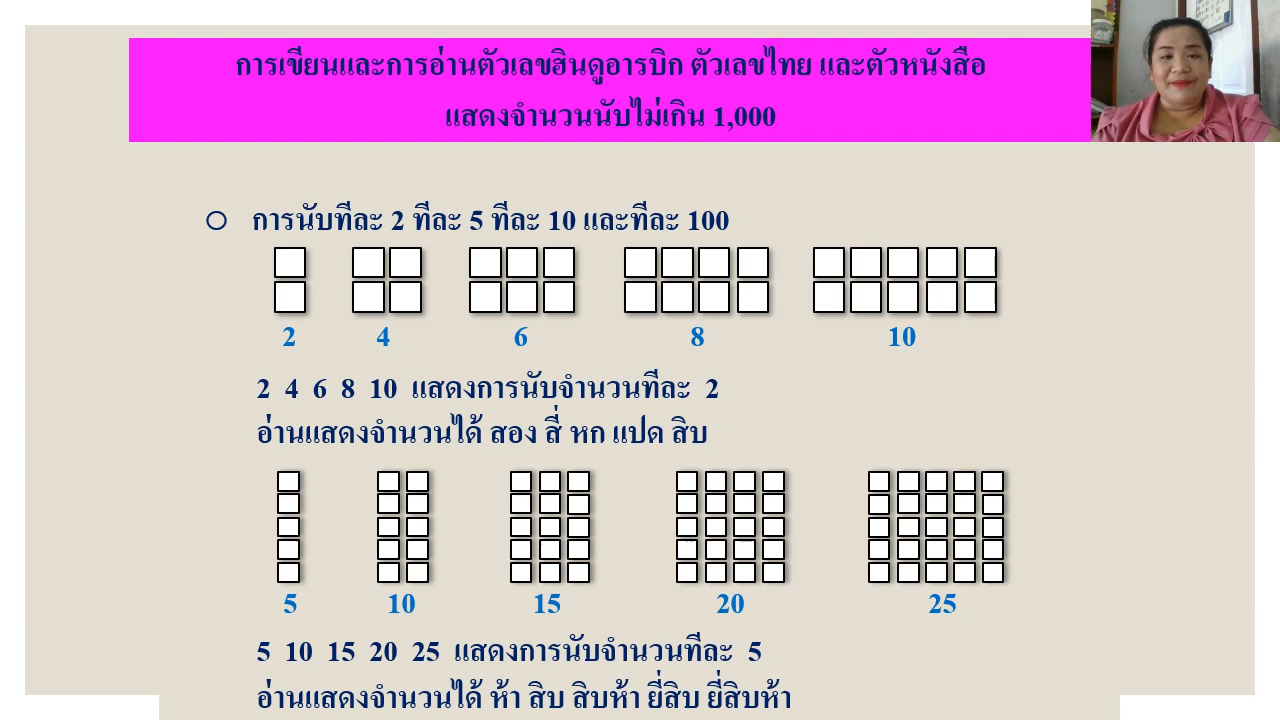 การเขียนและการอ่านตัวเลขฮินดูอารบิก ตัวเลขไทย และตัวหนังสือ
แสดงจำนวนนับไม่เกิน 1,000
การนับทีละ 2 ทีละ 5 ทีละ 10 และทีละ 100
2 4 6 8 10
2 4 6 8 10 แสดงการนับจำนวนทีละ 2
อ่านแสดงจำนวนได้ สอง สี่ หก แปด สิบ
5 10 15 20 25
5 10 15 20 25 แสดงการนับจำนวนทีละ 5
อ่านแสดงจำนวนได้ ห้า สิบ สิบห้า ยี่สิบ ยี่สิบห้า